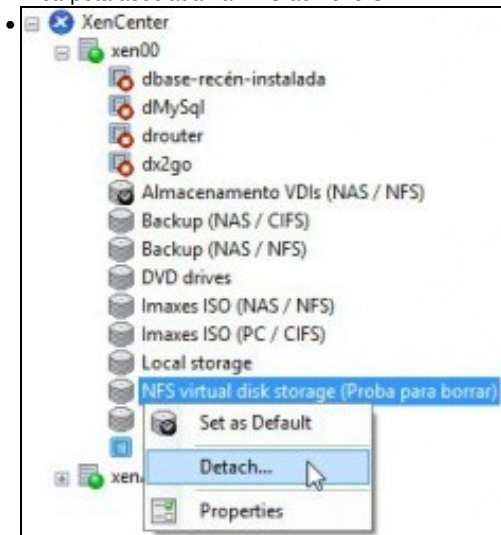 XenCenter
xen00
dbase-recén-instalada
dMySql
drouter
dx2go
Almacenamento VDIs (NAS / NFS)
Backup (NAS / CIFS)
Backup (NAS / NFS)
DVD drives
Imaxes ISO (NAS / NFS)
Imaxes ISO (PC / CIFS)
Local storage
NFS virtual disk storage (Proba para borrar)
Set as Default
Detach...
Properties